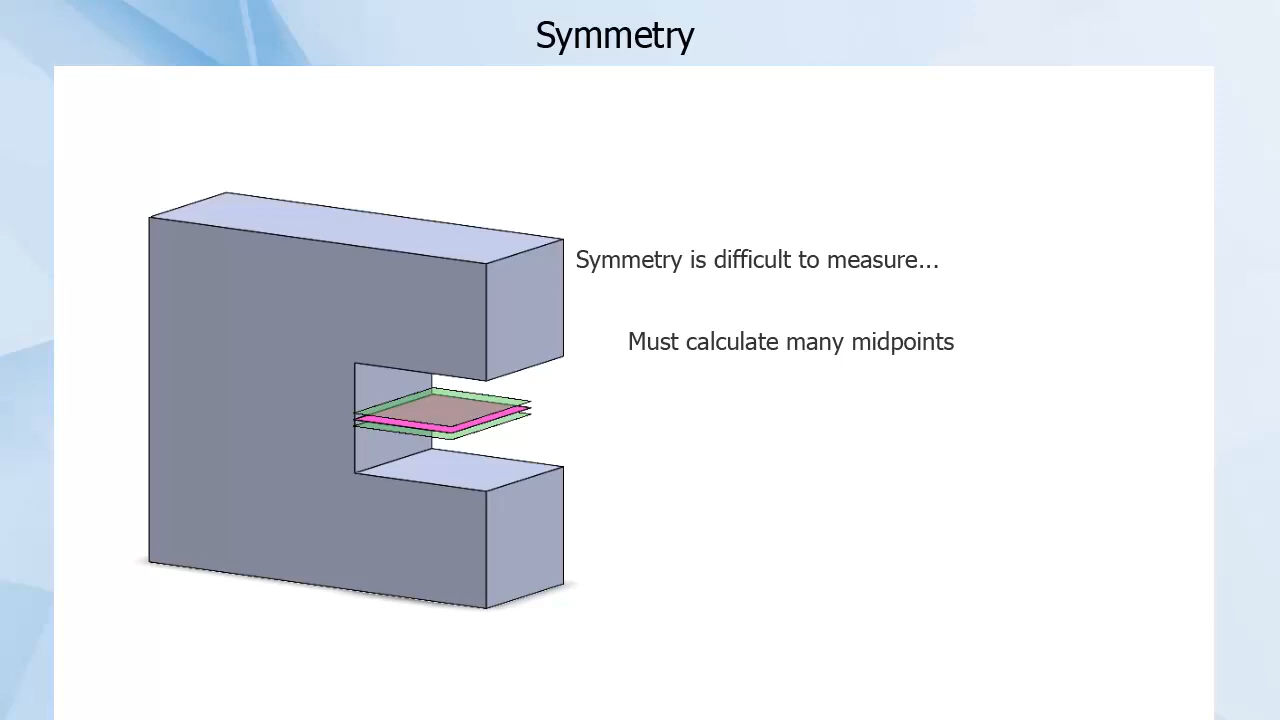 Symmetry
Symmetry is difficult to measure...
Must calculate many midpoints